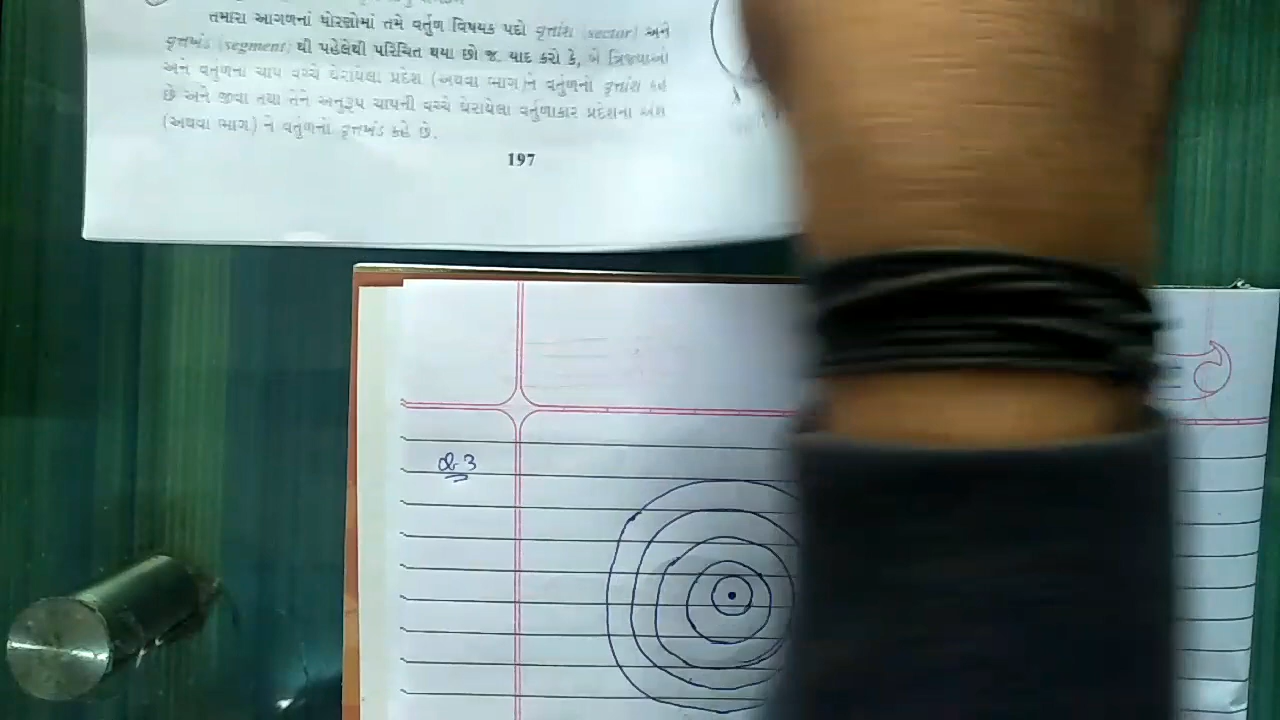 તમારા આગળનાં ધોરણોમાં તમે વર્તુળ વિષયક પદો વૃત્તાંશ (sector) અને
વૃત્તખંડ (segment) થી પહેલેથી પરિચિત થયા છો જ. યાદ કરો કે, બે ત્રિજ્યાઓ
અને વર્તુળના ચાપ વચ્ચે ઘેરાયેલા પ્રદેશ (અથવા ભાગ)ને વર્તુળનો વૃત્તાંશ કહે
છે અને જીવા તથા તેને અનુરૂપ ચાપની વચ્ચે ઘેરાયેલા વર્તુળાકાર પ્રદેશના અંશ
(અથવા ભાગ) ને વર્તુળનો વૃત્તખંડ કહે છે.
197
Q-3